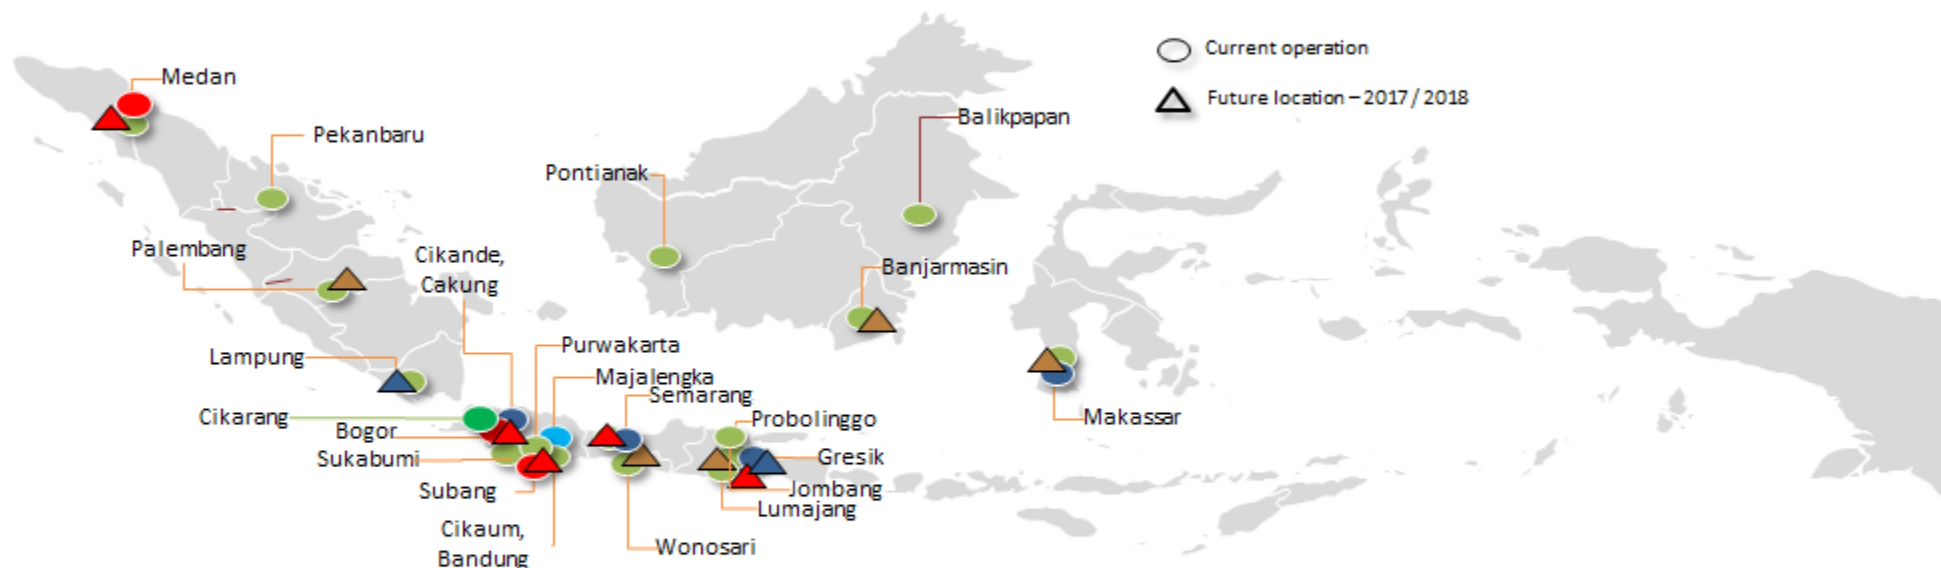 Current operation
Future location – 2017 / 2018
Medan
Pekanbaru
Balikpapan
Pontianak
Palembang
Cikande,
Cakung
Banjarmasin
Purwakarta
Lampung
Majalengka
Semarang
Cikarang
Probolinggo
Makassar
Bogor
Sukabumi
Gresik
Subang
Jombang
Lumajang
Cikaum,
Bandung
Wonosari